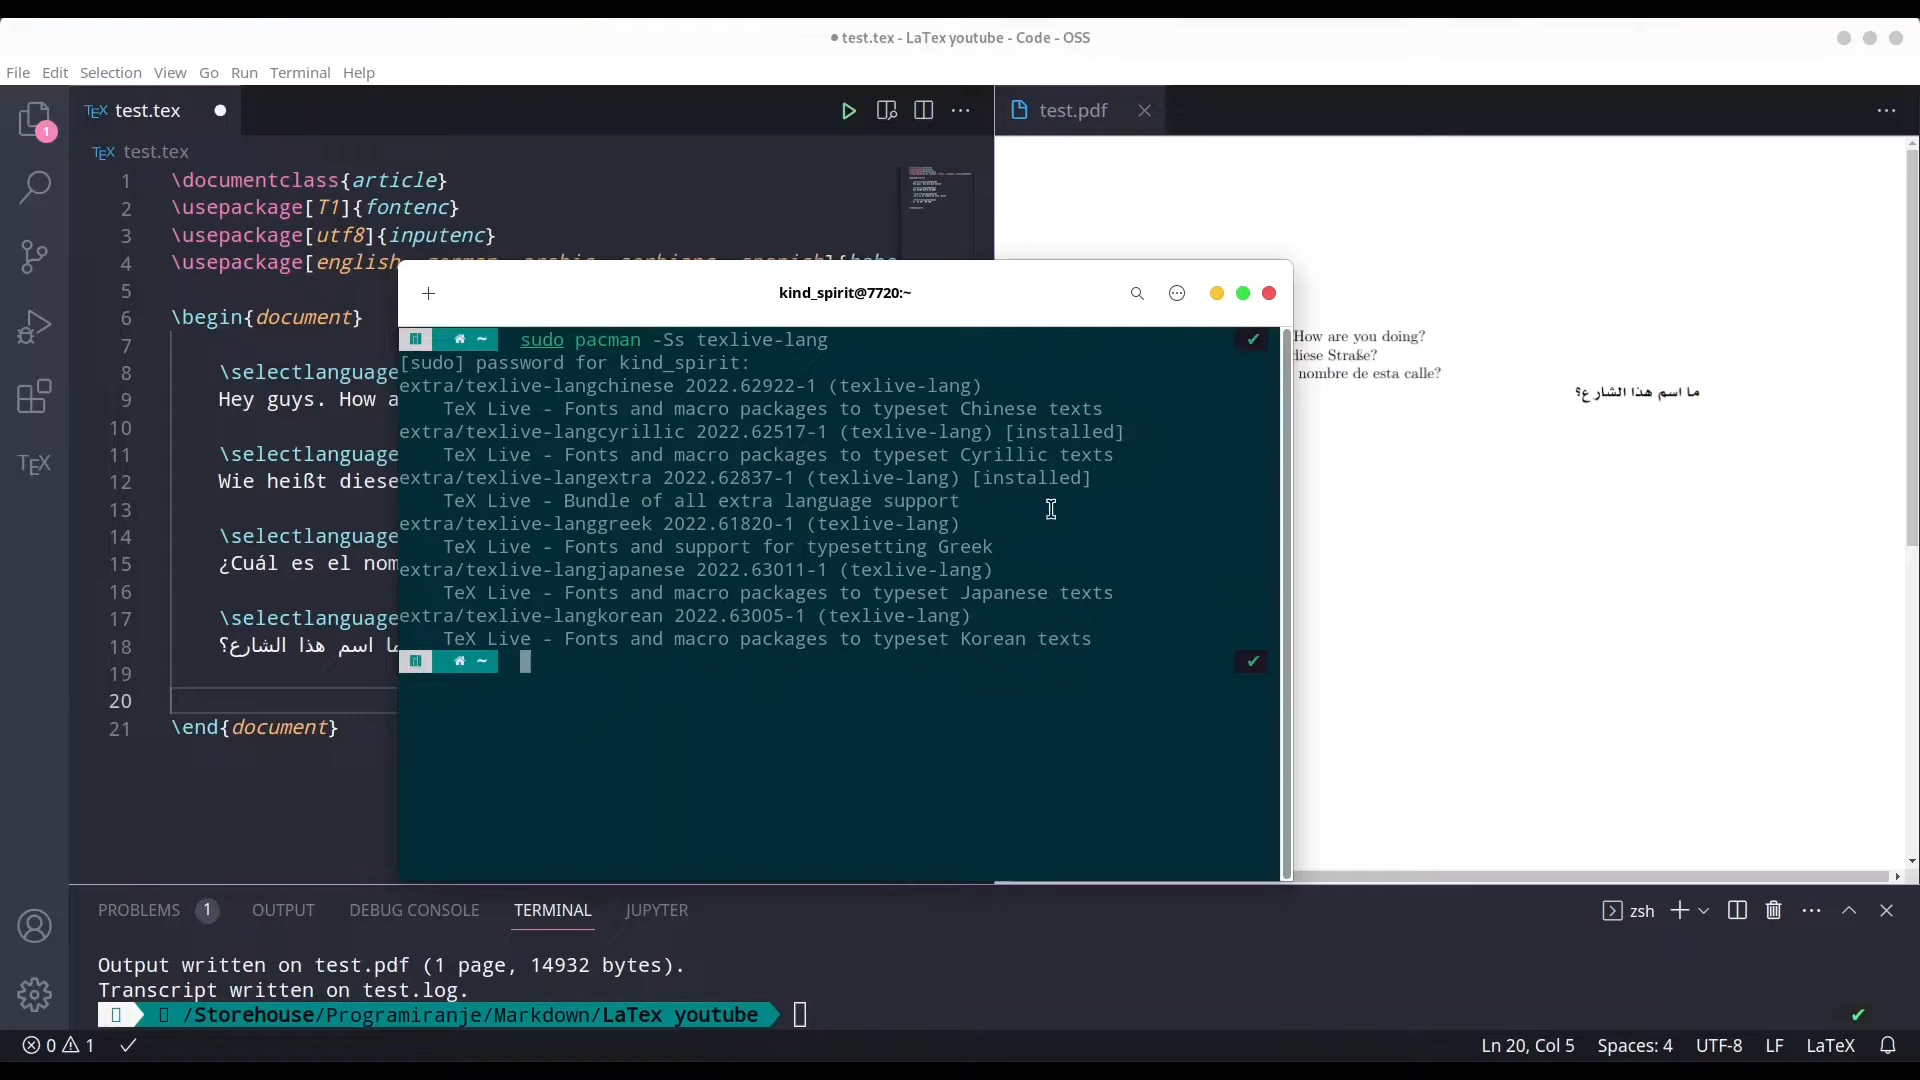 test.tex - LaTex youtube - Code - OSS
File Edit Selection View Go Run Terminal Help
1
TEX test.tex
test.pdf
TEX test.tex
1 \documentclass{article}
2 \usepackage[T1]{fontenc}
3 \usepackage[utf8]{inputenc}
4 \usepackage[english
5
6 \begin{document}
7
8 \selectlanguage
9 Hey guys. How a
10
11 \selectlanguage
12 Wie heißt diese
13
14 \selectlanguage
15 ¿Cuál es el nom
16
17 \selectlanguage
18 ما اسم هذا الشارع؟
19
20
21 \end{document}
TEX
kind_spirit@7720:~
~ sudo pacman -Ss texlive-lang
[sudo] password for kind_spirit:
extra/texlive-langchinese 2022.62922-1 (texlive-lang)
TeX Live - Fonts and macro packages to typeset Chinese texts
extra/texlive-langcyrillic 2022.62517-1 (texlive-lang) [installed]
TeX Live - Fonts and macro packages to typeset Cyrillic texts
extra/texlive-langextra 2022.62837-1 (texlive-lang) [installed]
TeX Live - Bundle of all extra language support
extra/texlive-langgreek 2022.61820-1 (texlive-lang)
TeX Live - Fonts and support for typesetting Greek
extra/texlive-langjapanese 2022.63011-1 (texlive-lang)
TeX Live - Fonts and macro packages to typeset Japanese texts
extra/texlive-langkorean 2022.63005-1 (texlive-lang)
TeX Live - Fonts and macro packages to typeset Korean texts
~
How are you doing?
diese Straße?
nombre de esta calle?
ما اسم هذا الشارع؟
PROBLEMS 1 OUTPUT DEBUG CONSOLE TERMINAL JUPYTER
zsh
Output written on test.pdf (1 page, 14932 bytes).
Transcript written on test.log.
/Storehouse/Programiranje/Markdown/LaTex youtube
0 1
Ln 20, Col 5 Spaces: 4 UTF-8 LF LaTeX